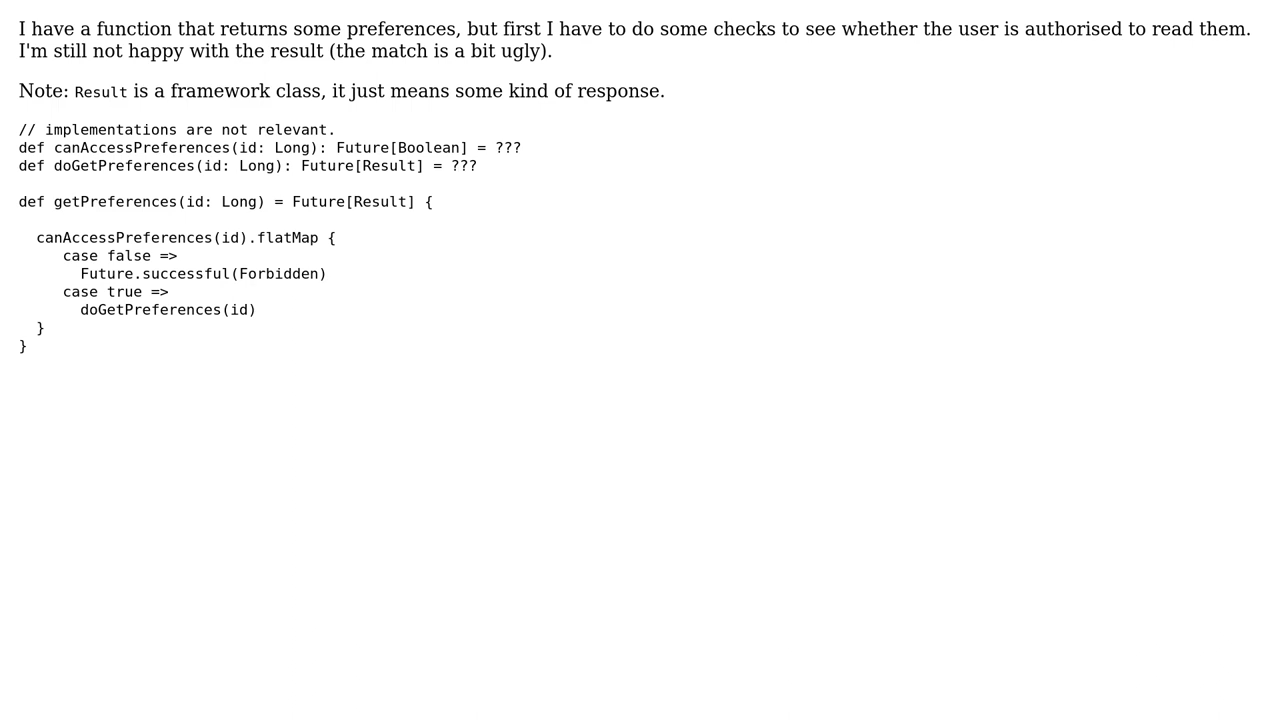 I have a function that returns some preferences, but first I have to do some checks to see whether the user is authorised to read them.
I'm still not happy with the result (the match is a bit ugly).
Note: Result is a framework class, it just means some kind of response.
// implementations are not relevant.
def canAccessPreferences(id: Long): Future[Boolean] = ???
def doGetPreferences(id: Long): Future[Result] = ???
def getPreferences(id: Long) = Future[Result] {
  canAccessPreferences(id).flatMap {
     case false =>
       Future.successful(Forbidden)
     case true =>
       doGetPreferences(id)
  }
}